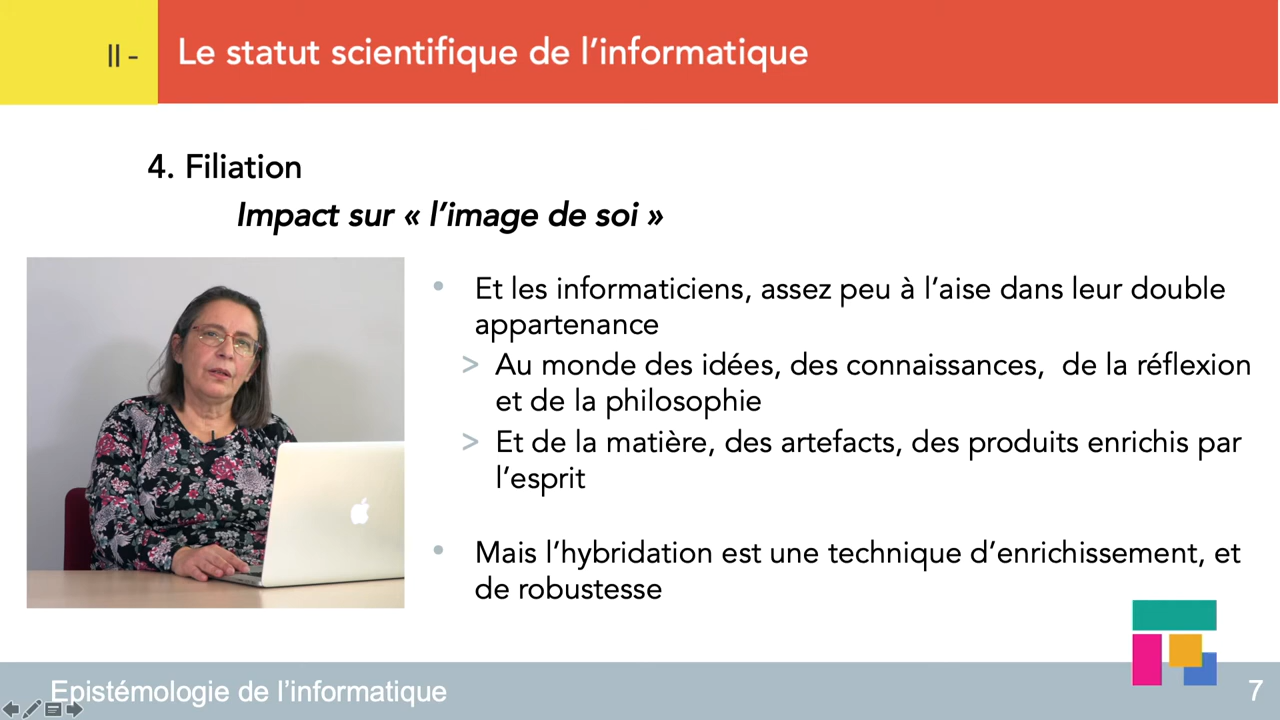 II -
Le statut scientifique de l’informatique
4. Filiation
Impact sur « l’image de soi »
• Et les informaticiens, assez peu à l’aise dans leur double
appartenance
> Au monde des idées, des connaissances,  de la réflexion
et de la philosophie
> Et de la matière, des artefacts, des produits enrichis par
l’esprit
• Mais l’hybridation est une technique d’enrichissement, et
de robustesse
Epistémologie de l’informatique
7